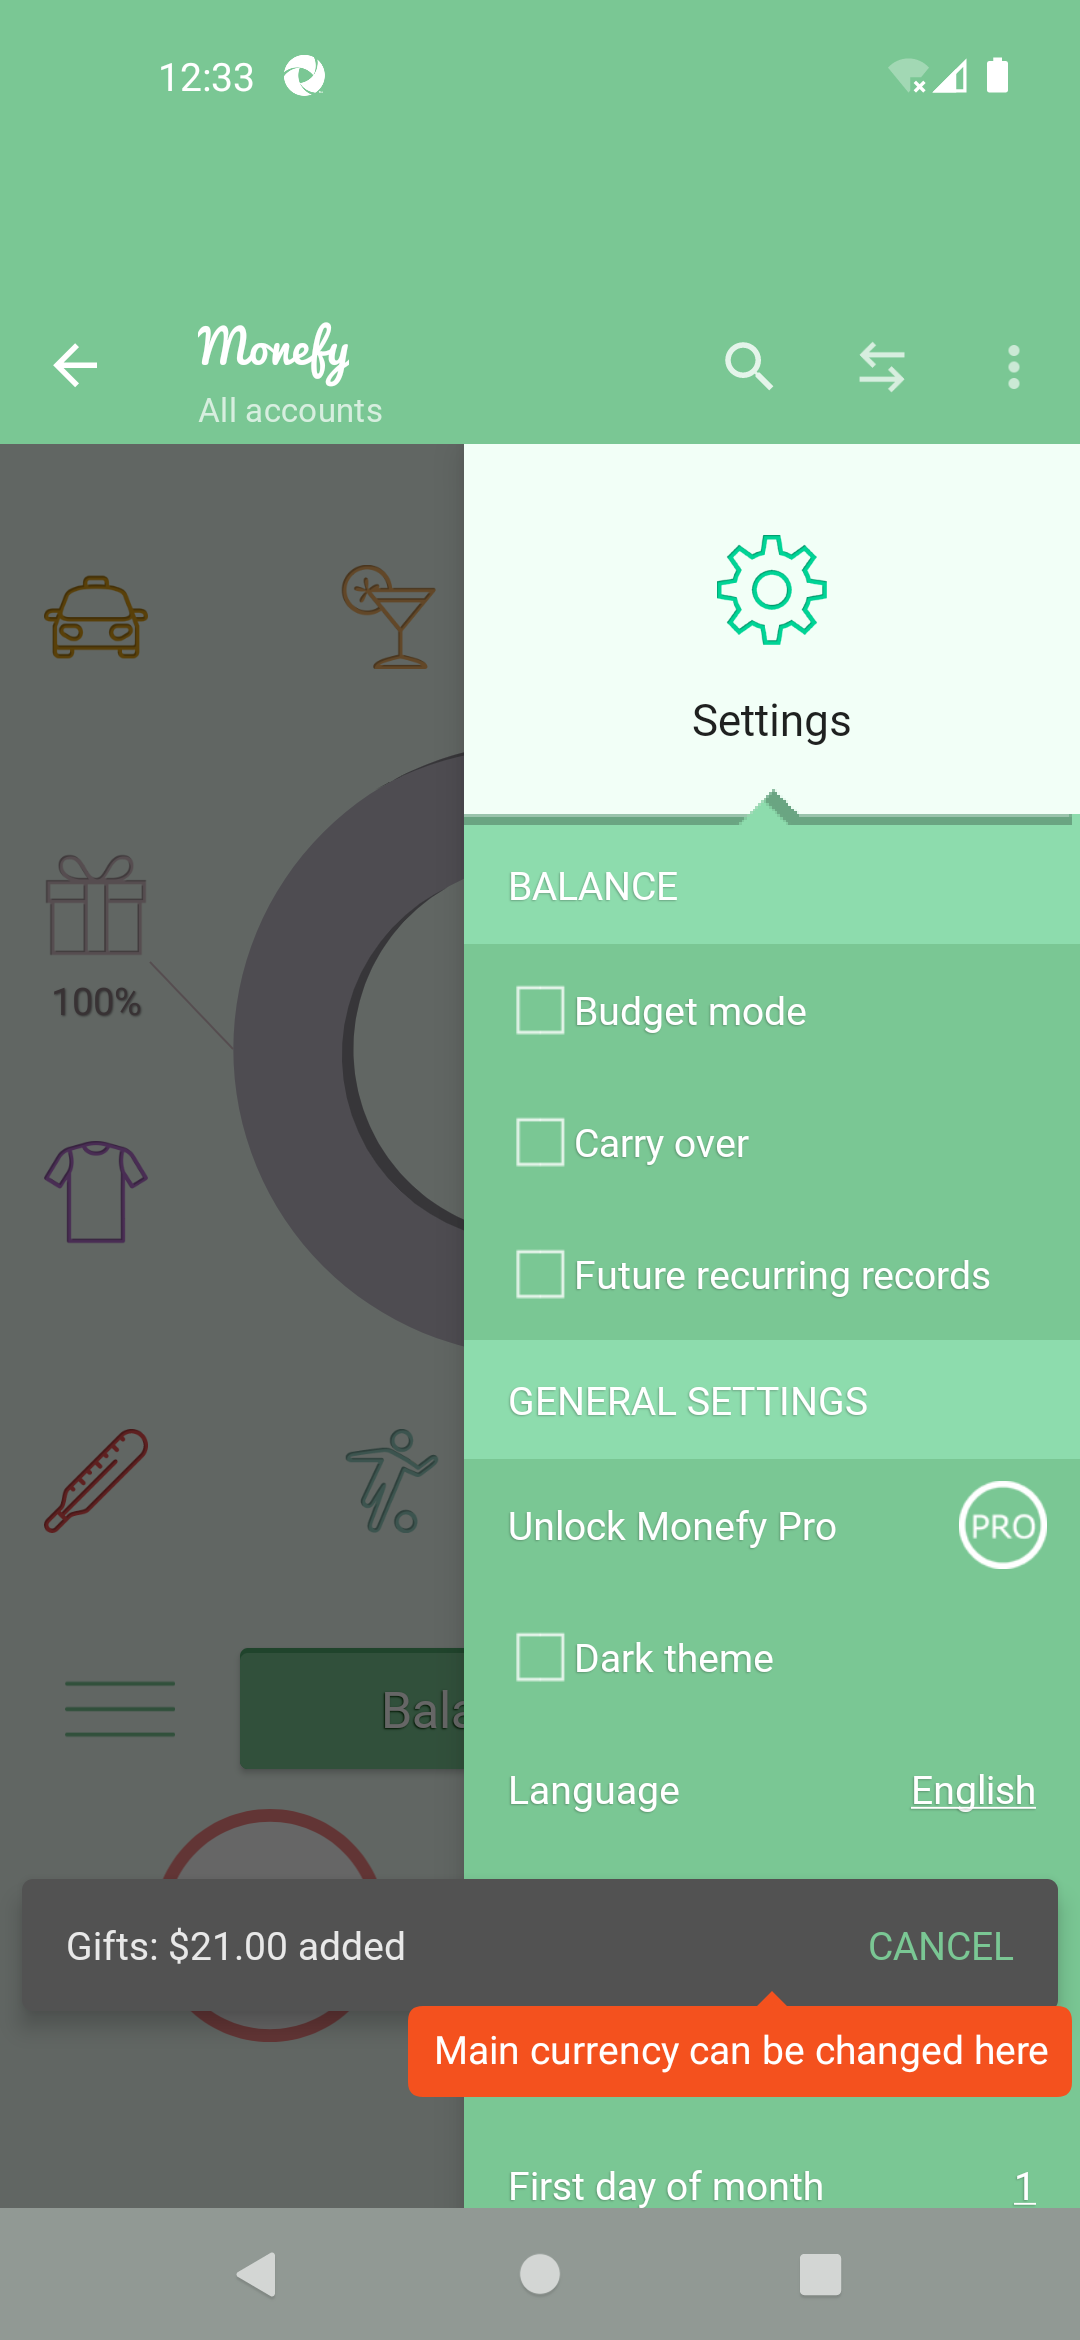 12:33
Monefy
All accounts
Settings
BALANCE
100%
Budget mode
Carry over
Future recurring records
GENERAL SETTINGS
Unlock Monefy Pro
PRO
Dark theme
Bala
Language
English
Gifts: $21.00 added
CANCEL
Main currency can be changed here
First day of month
1